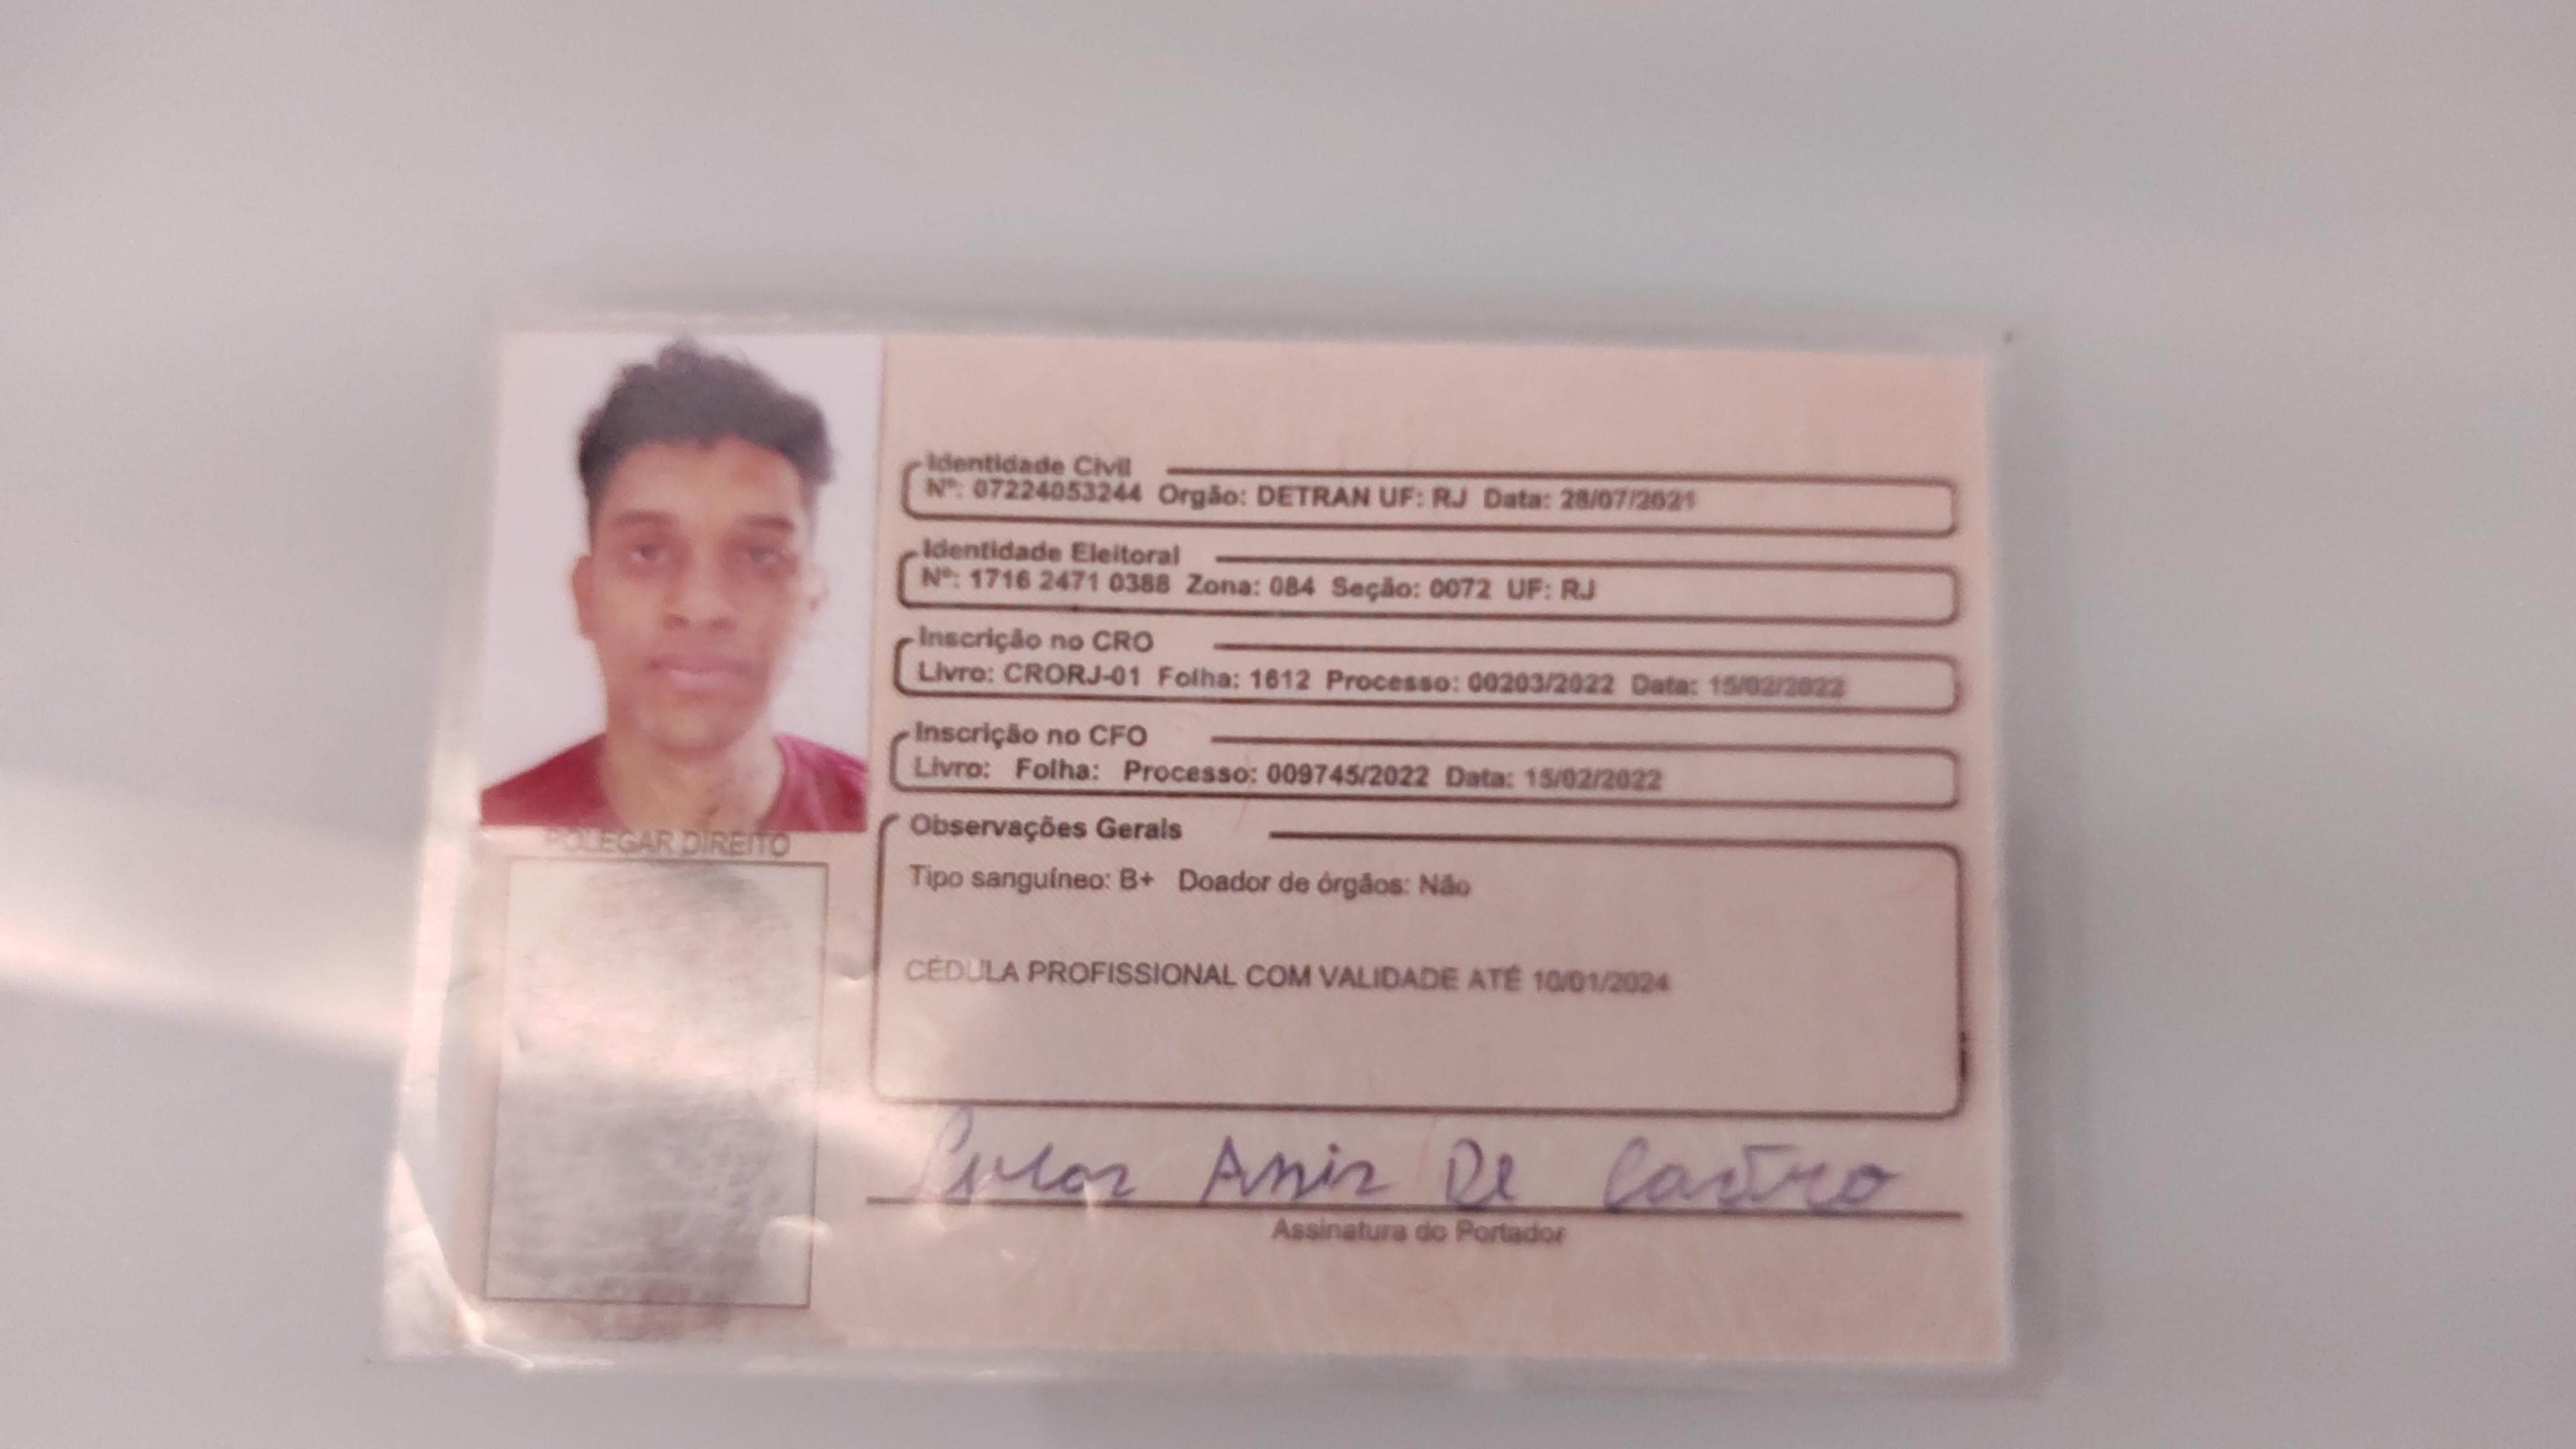 Identidade Civil
Nº: 07224053244 Orgão: DETRAN UF: RJ Data: 28/07/2021
Identidade Eleitoral
Nº: 1716 2471 0388 Zona: 084 Seção: 0072 UF: RJ
Inscrição no CRO
Livro: CRORJ-01 Folha: 1612 Processo: 00203/2022 Data: 15/02/2022
Inscrição no CFO
Livro: Folha: Processo: 009745/2022 Data: 15/02/2022
POLEGAR DIREITO
Observações Gerais
Tipo sanguíneo: B+ Doador de órgãos: Não
CÉDULA PROFISSIONAL COM VALIDADE ATÉ 10/01/2024
De Castro
Assinatura do Portador